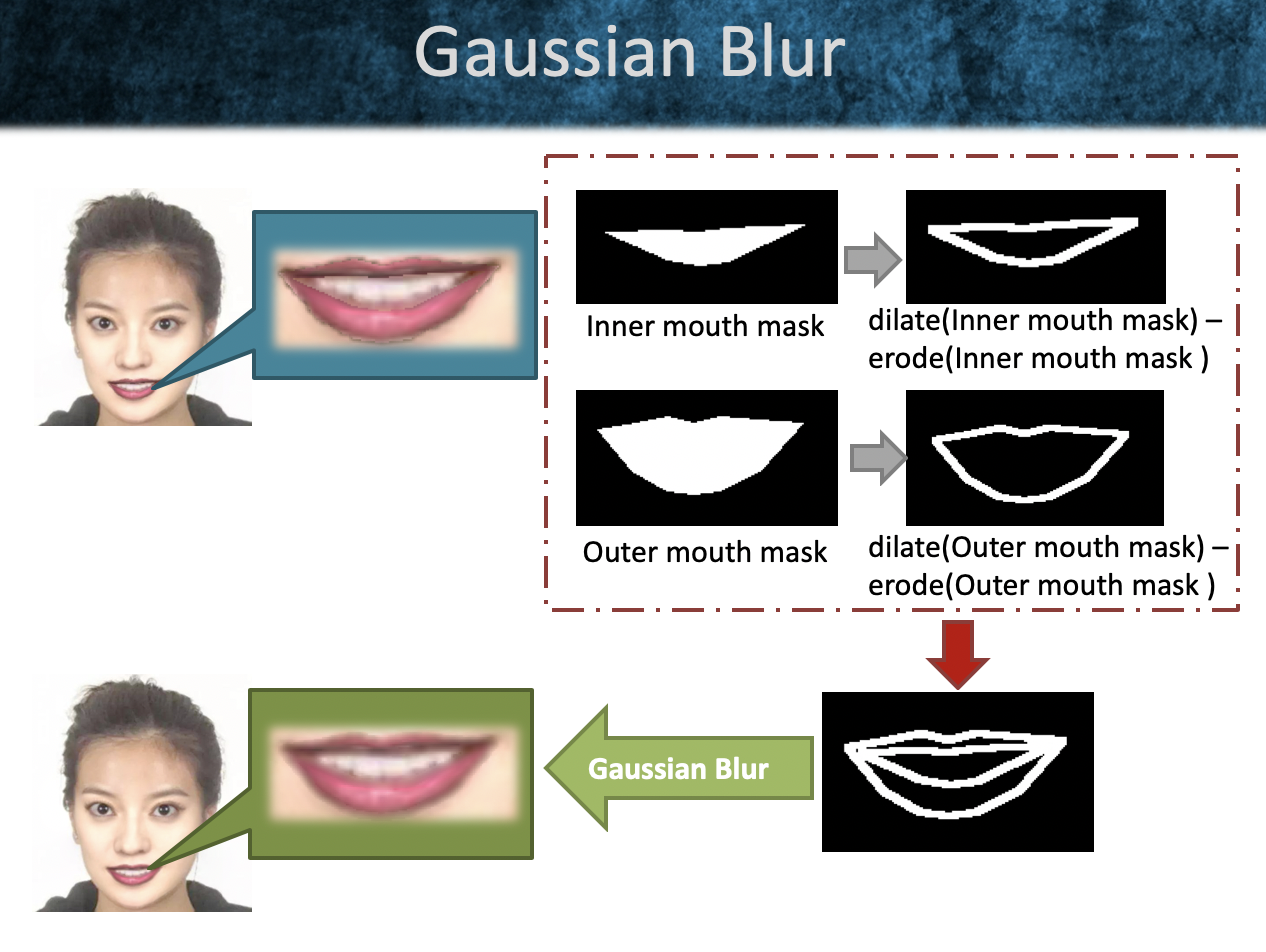 Gaussian Blur
Inner mouth mask
dilate(Inner mouth mask) –
erode(Inner mouth mask )
Outer mouth mask
dilate(Outer mouth mask) –
erode(Outer mouth mask )
Gaussian Blur